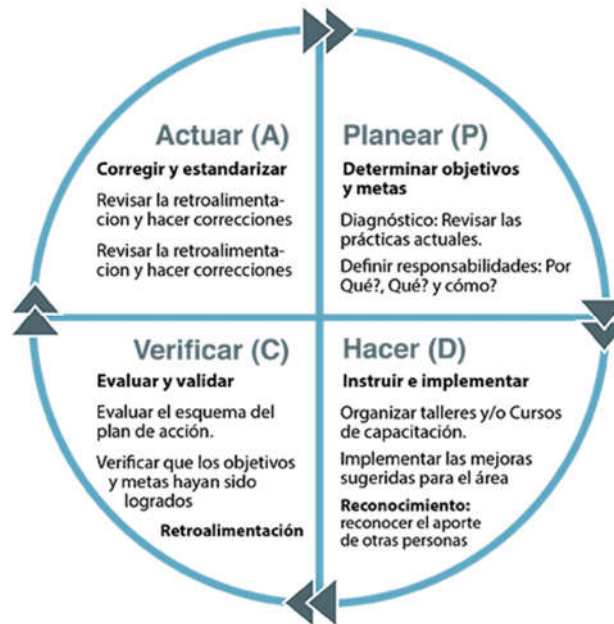 Actuar (A)
Corregir y estandarizar
Revisar la retroalimenta-
cion y hacer correcciones
Revisar la retroalimenta-
cion y hacer correcciones
Planear (P)
Determinar objetivos
y metas
Diagnóstico: Revisar las
prácticas actuales.
Definir responsabilidades: Por
Qué?, Qué? y cómo?
Verificar (C)
Evaluar y validar
Evaluar el esquema del
plan de acción.
Verificar que los objetivos
y metas hayan sido
logrados
Retroalimentación
Hacer (D)
Instruir e implementar
Organizar talleres y/o Cursos
de capacitación.
Implementar las mejoras
sugeridas para el área
Reconocimiento:
reconocer el aporte
de otras personas